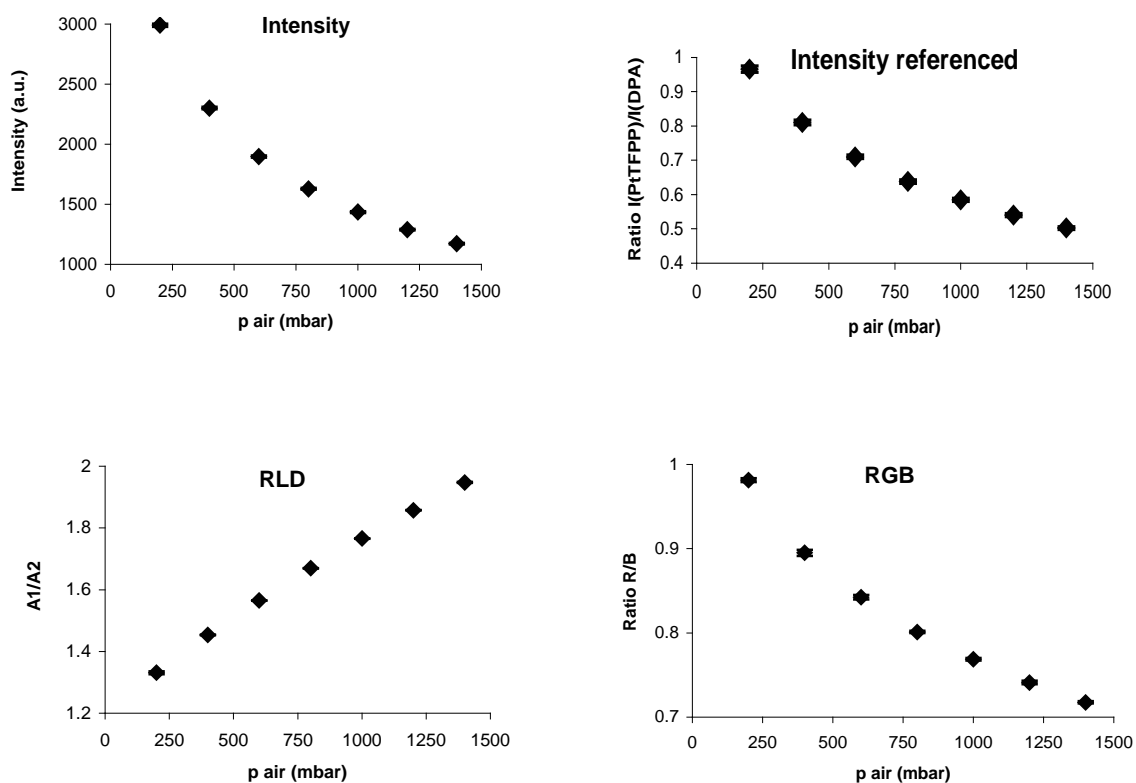 Intensity
Intensity (a.u.)
3000
2500
2000
1500
1000
0 250 500 750 1000 1250 1500
p air (mbar)
Intensity referenced
Ratio I(PtTFPP)/I(DPA)
1
0.9
0.8
0.7
0.6
0.5
0.4
0 250 500 750 1000 1250 1500
p air (mbar)
RLD
A1/A2
2
1.8
1.6
1.4
1.2
0 250 500 750 1000 1250 1500
p air (mbar)
RGB
Ratio R/B
1
0.9
0.8
0.7
0 250 500 750 1000 1250 1500
p air (mbar)